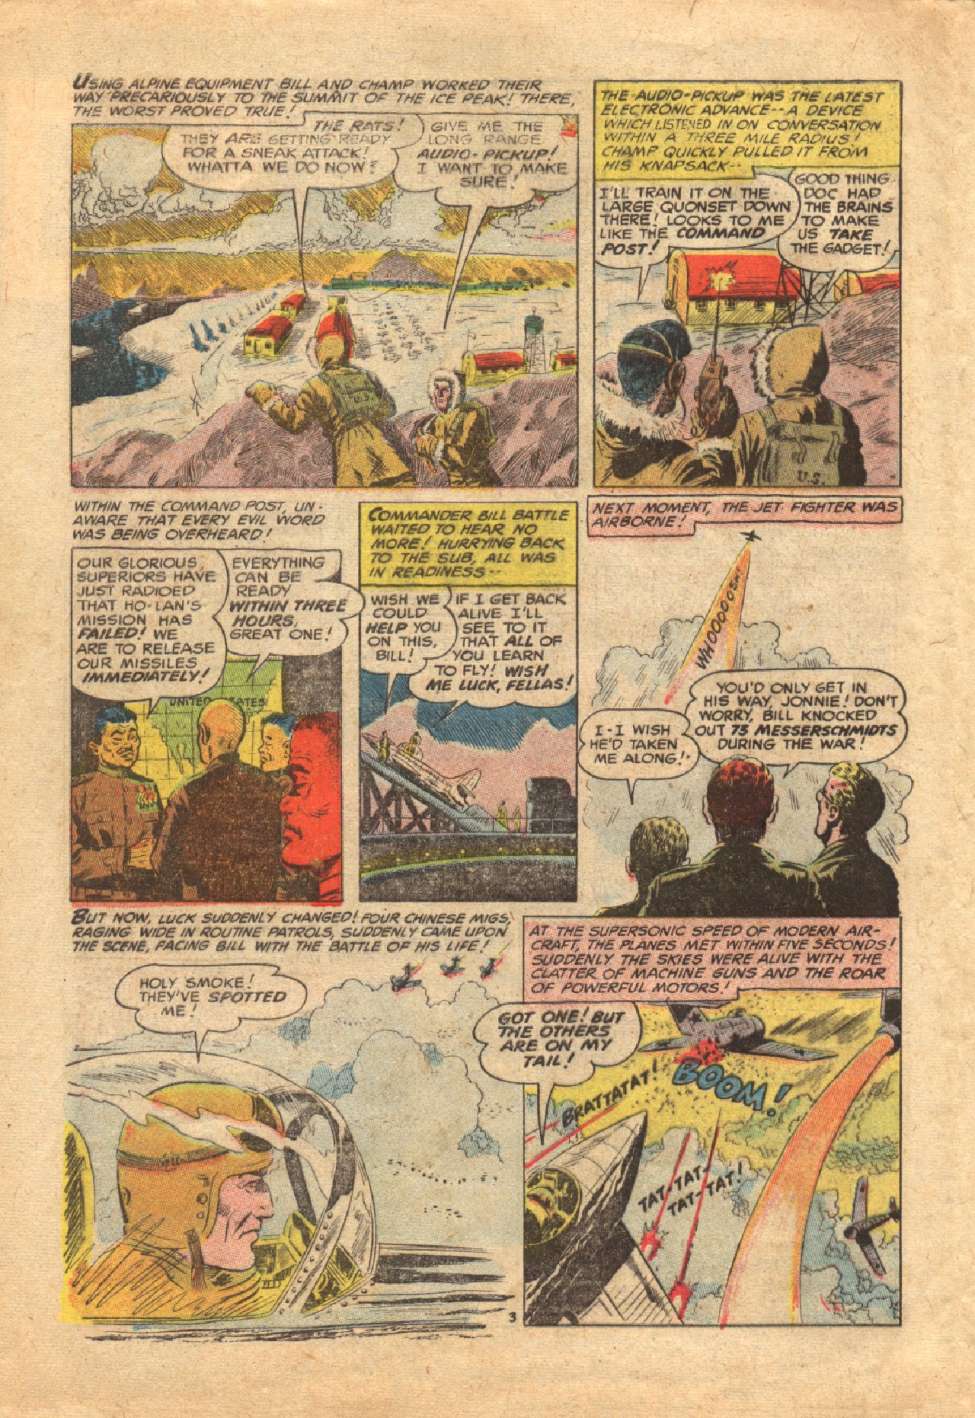 USING ALPINE EQUIPMENT BILL AND CHAMP WORKED THEIR
WAY PRECARIOUSLY TO THE SUMMIT OF THE ICE PEAK! THERE,
THE WORST PROVED TRUE!
THE RATS!
THEY ARE GETTING READY
FOR A SNEAK ATTACK!
WHATTA WE DO NOW?
GIVE ME THE
LONG RANGE
AUDIO-PICKUP!
I WANT TO MAKE
SURE!
THE AUDIO-PICKUP WAS THE LATEST
ELECTRONIC ADVANCE-- A DEVICE
WHICH LISTENED IN ON CONVERSATION
WITHIN A THREE MILE RADIUS!
CHAMP QUICKLY PULLED IT FROM
HIS KNAPSACK--
I'LL TRAIN IT ON THE
LARGE QUONSET DOWN
THERE! LOOKS TO ME
LIKE THE COMMAND
POST!
GOOD THING
DOC HAD
THE BRAINS
TO MAKE
US TAKE
THE GADGET!
U.S.
WITHIN THE COMMAND POST, UN-
AWARE THAT EVERY EVIL WORD
WAS BEING OVERHEARD!
OUR GLORIOUS
SUPERIORS HAVE
JUST RADIOED
THAT HO-LAN'S
MISSION HAS
FAILED! WE
ARE TO RELEASE
OUR MISSILES
IMMEDIATELY!
EVERYTHING
CAN BE
READY
WITHIN THREE
HOURS,
GREAT ONE!
UNITED STATES
COMMANDER BILL BATTLE
WAITED TO HEAR NO
MORE! HURRYING BACK
TO THE SUB, ALL WAS
IN READINESS--
WISH WE
COULD
HELP YOU
ON THIS,
BILL!
IF I GET BACK
ALIVE I'LL
SEE TO IT
THAT ALL OF
YOU LEARN
TO FLY! WISH
ME LUCK, FELLAS!
NEXT MOMENT, THE JET FIGHTER WAS
AIRBORNE!
WHOOOOOSH!
I-I WISH
HE'D TAKEN
ME ALONG!
YOU'D ONLY GET IN
HIS WAY, JONNIE! DON'T
WORRY, BILL KNOCKED
OUT 73 MESSERSCHMIDTS
DURING THE WAR!
BUT NOW, LUCK SUDDENLY CHANGED! FOUR CHINESE MIGS,
RAGING WIDE IN ROUTINE PATROLS, SUDDENLY CAME UPON
THE SCENE, FACING BILL WITH THE BATTLE OF HIS LIFE!
HOLY SMOKE!
THEY'VE SPOTTED
ME!
3
AT THE SUPERSONIC SPEED OF MODERN AIR-
CRAFT, THE PLANES MET WITHIN FIVE SECONDS!
SUDDENLY THE SKIES WERE ALIVE WITH THE
CLATTER OF MACHINE GUNS AND THE ROAR
OF POWERFUL MOTORS!
GOT ONE! BUT
THE OTHERS
ARE ON MY
TAIL!
BRATTATAT!
BOOM!
TAT-TAT-
TAT-TAT!